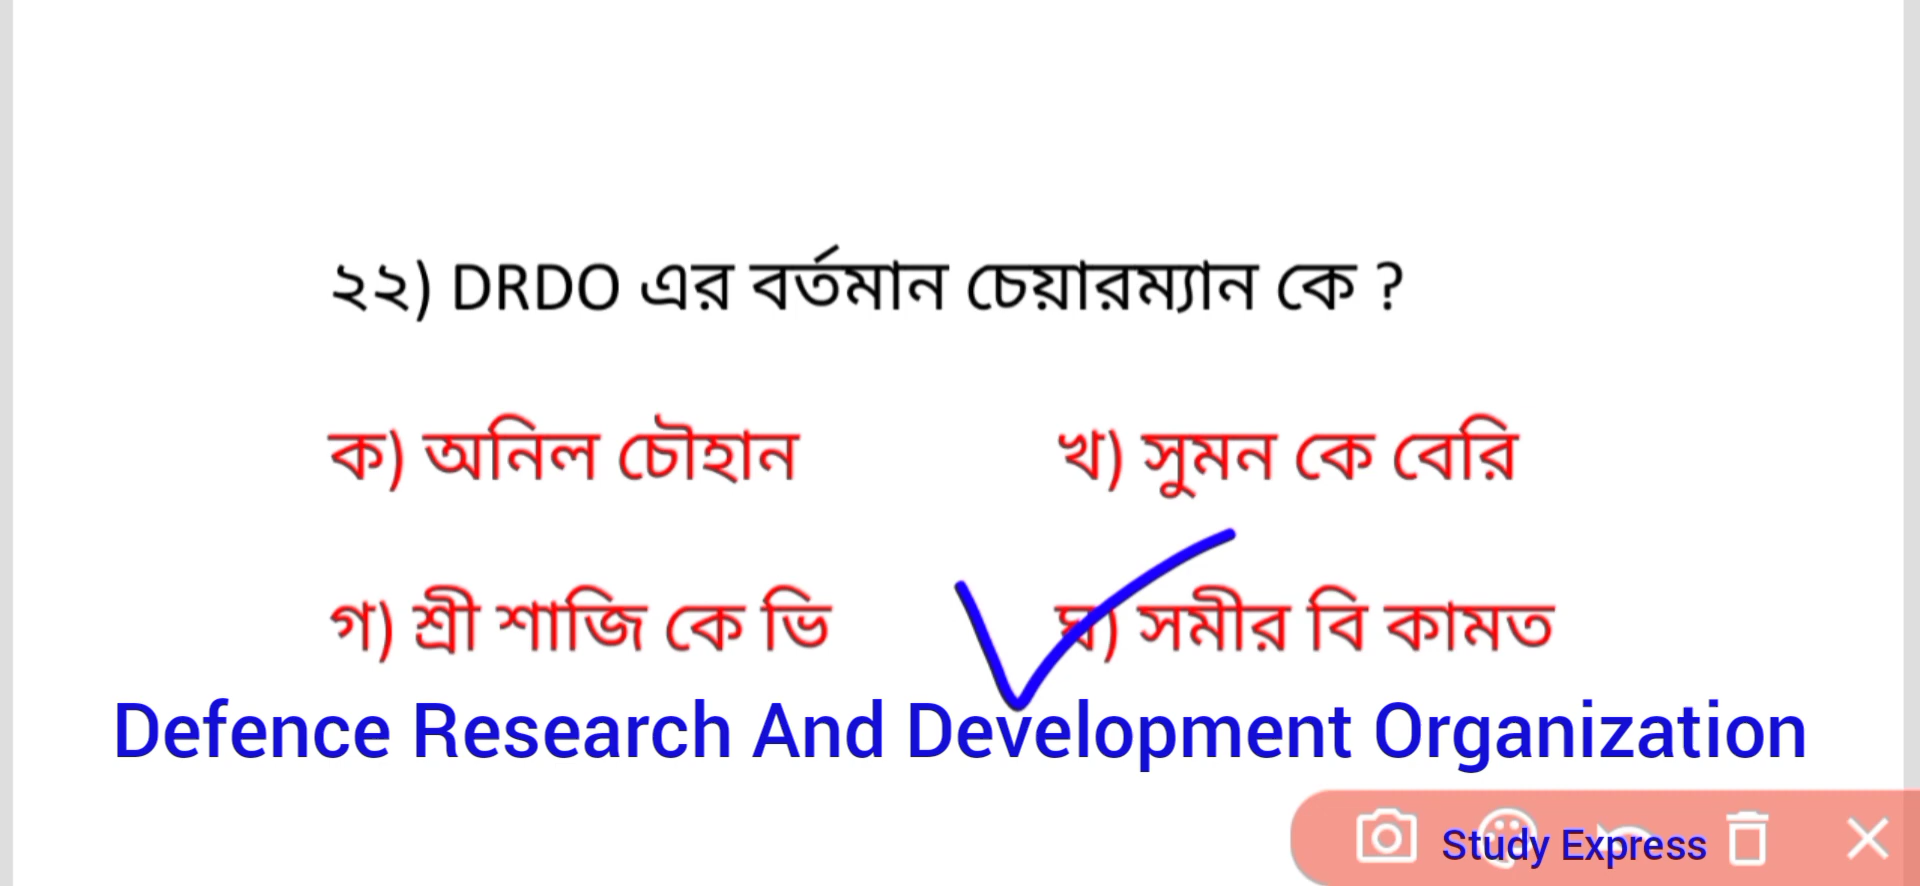 ২২) DRDO এর বর্তমান চেয়ারম্যান কে ?
ক) অনিল চৌহান খ) সুমন কে বেরি
গ) শ্রী শাজি কে ভি ঘ) সমীর বি কামত
Defence Research And Development Organization
Study Express